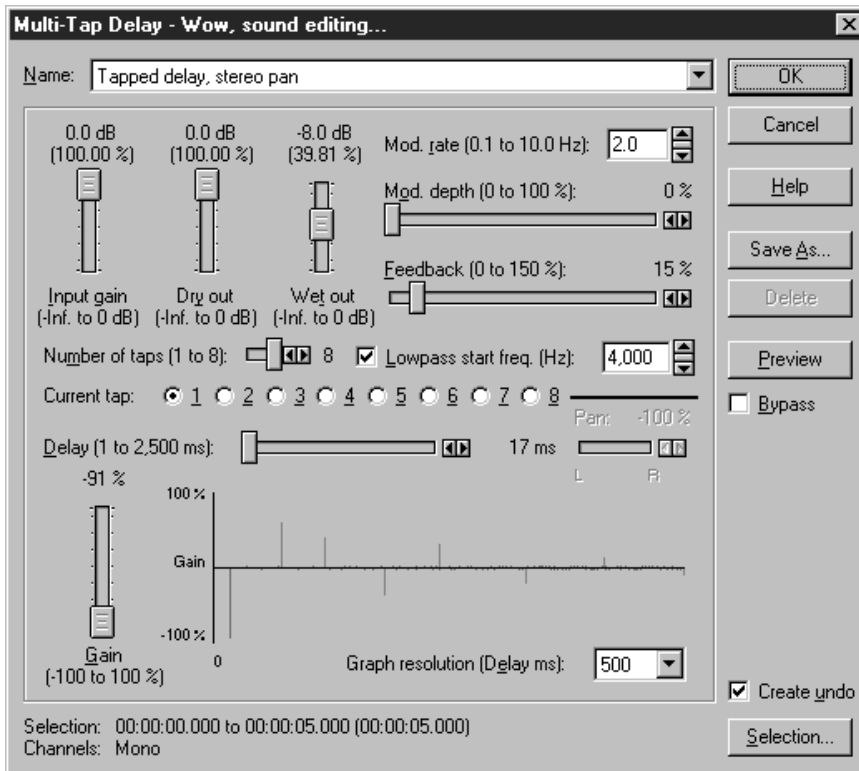 Multi-Tap Delay - Wow, sound editing...
Name: Tapped delay, stereo pan
OK
Cancel
Help
Save As...
Delete
Preview
Bypass
0.0 dB 0.0 dB -8.0 dB
(100.00 %) (100.00 %) (39.81 %)
Input gain Dry out Wet out
(-Inf. to 0 dB) (-Inf. to 0 dB) (-Inf. to 0 dB)
Mod. rate (0.1 to 10.0 Hz): 2.0
Mod. depth (0 to 100 %): 0 %
Feedback (0 to 150 %): 15 %
Number of taps (1 to 8): 8 Lowpass start freq. (Hz): 4,000
Current tap: 1 2 3 4 5 6 7 8
Pan: -100 %
Delay (1 to 2,500 ms): 17 ms
L R
-91 %
Gain
(-100 to 100 %)
100 %
Gain
-100 %
0
Graph resolution (Delay ms): 500
Create undo
Selection...
Selection: 00:00:00.000 to 00:00:05.000 (00:00:05.000)
Channels: Mono